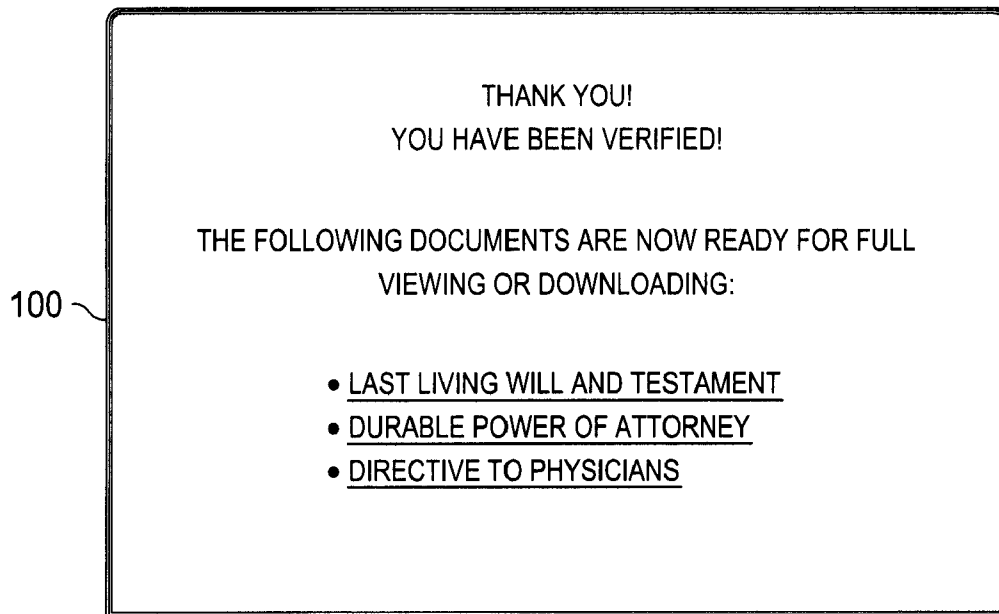 THANK YOU!
YOU HAVE BEEN VERIFIED!
THE FOLLOWING DOCUMENTS ARE NOW READY FOR FULL
VIEWING OR DOWNLOADING:
100
• LAST LIVING WILL AND TESTAMENT
• DURABLE POWER OF ATTORNEY
• DIRECTIVE TO PHYSICIANS